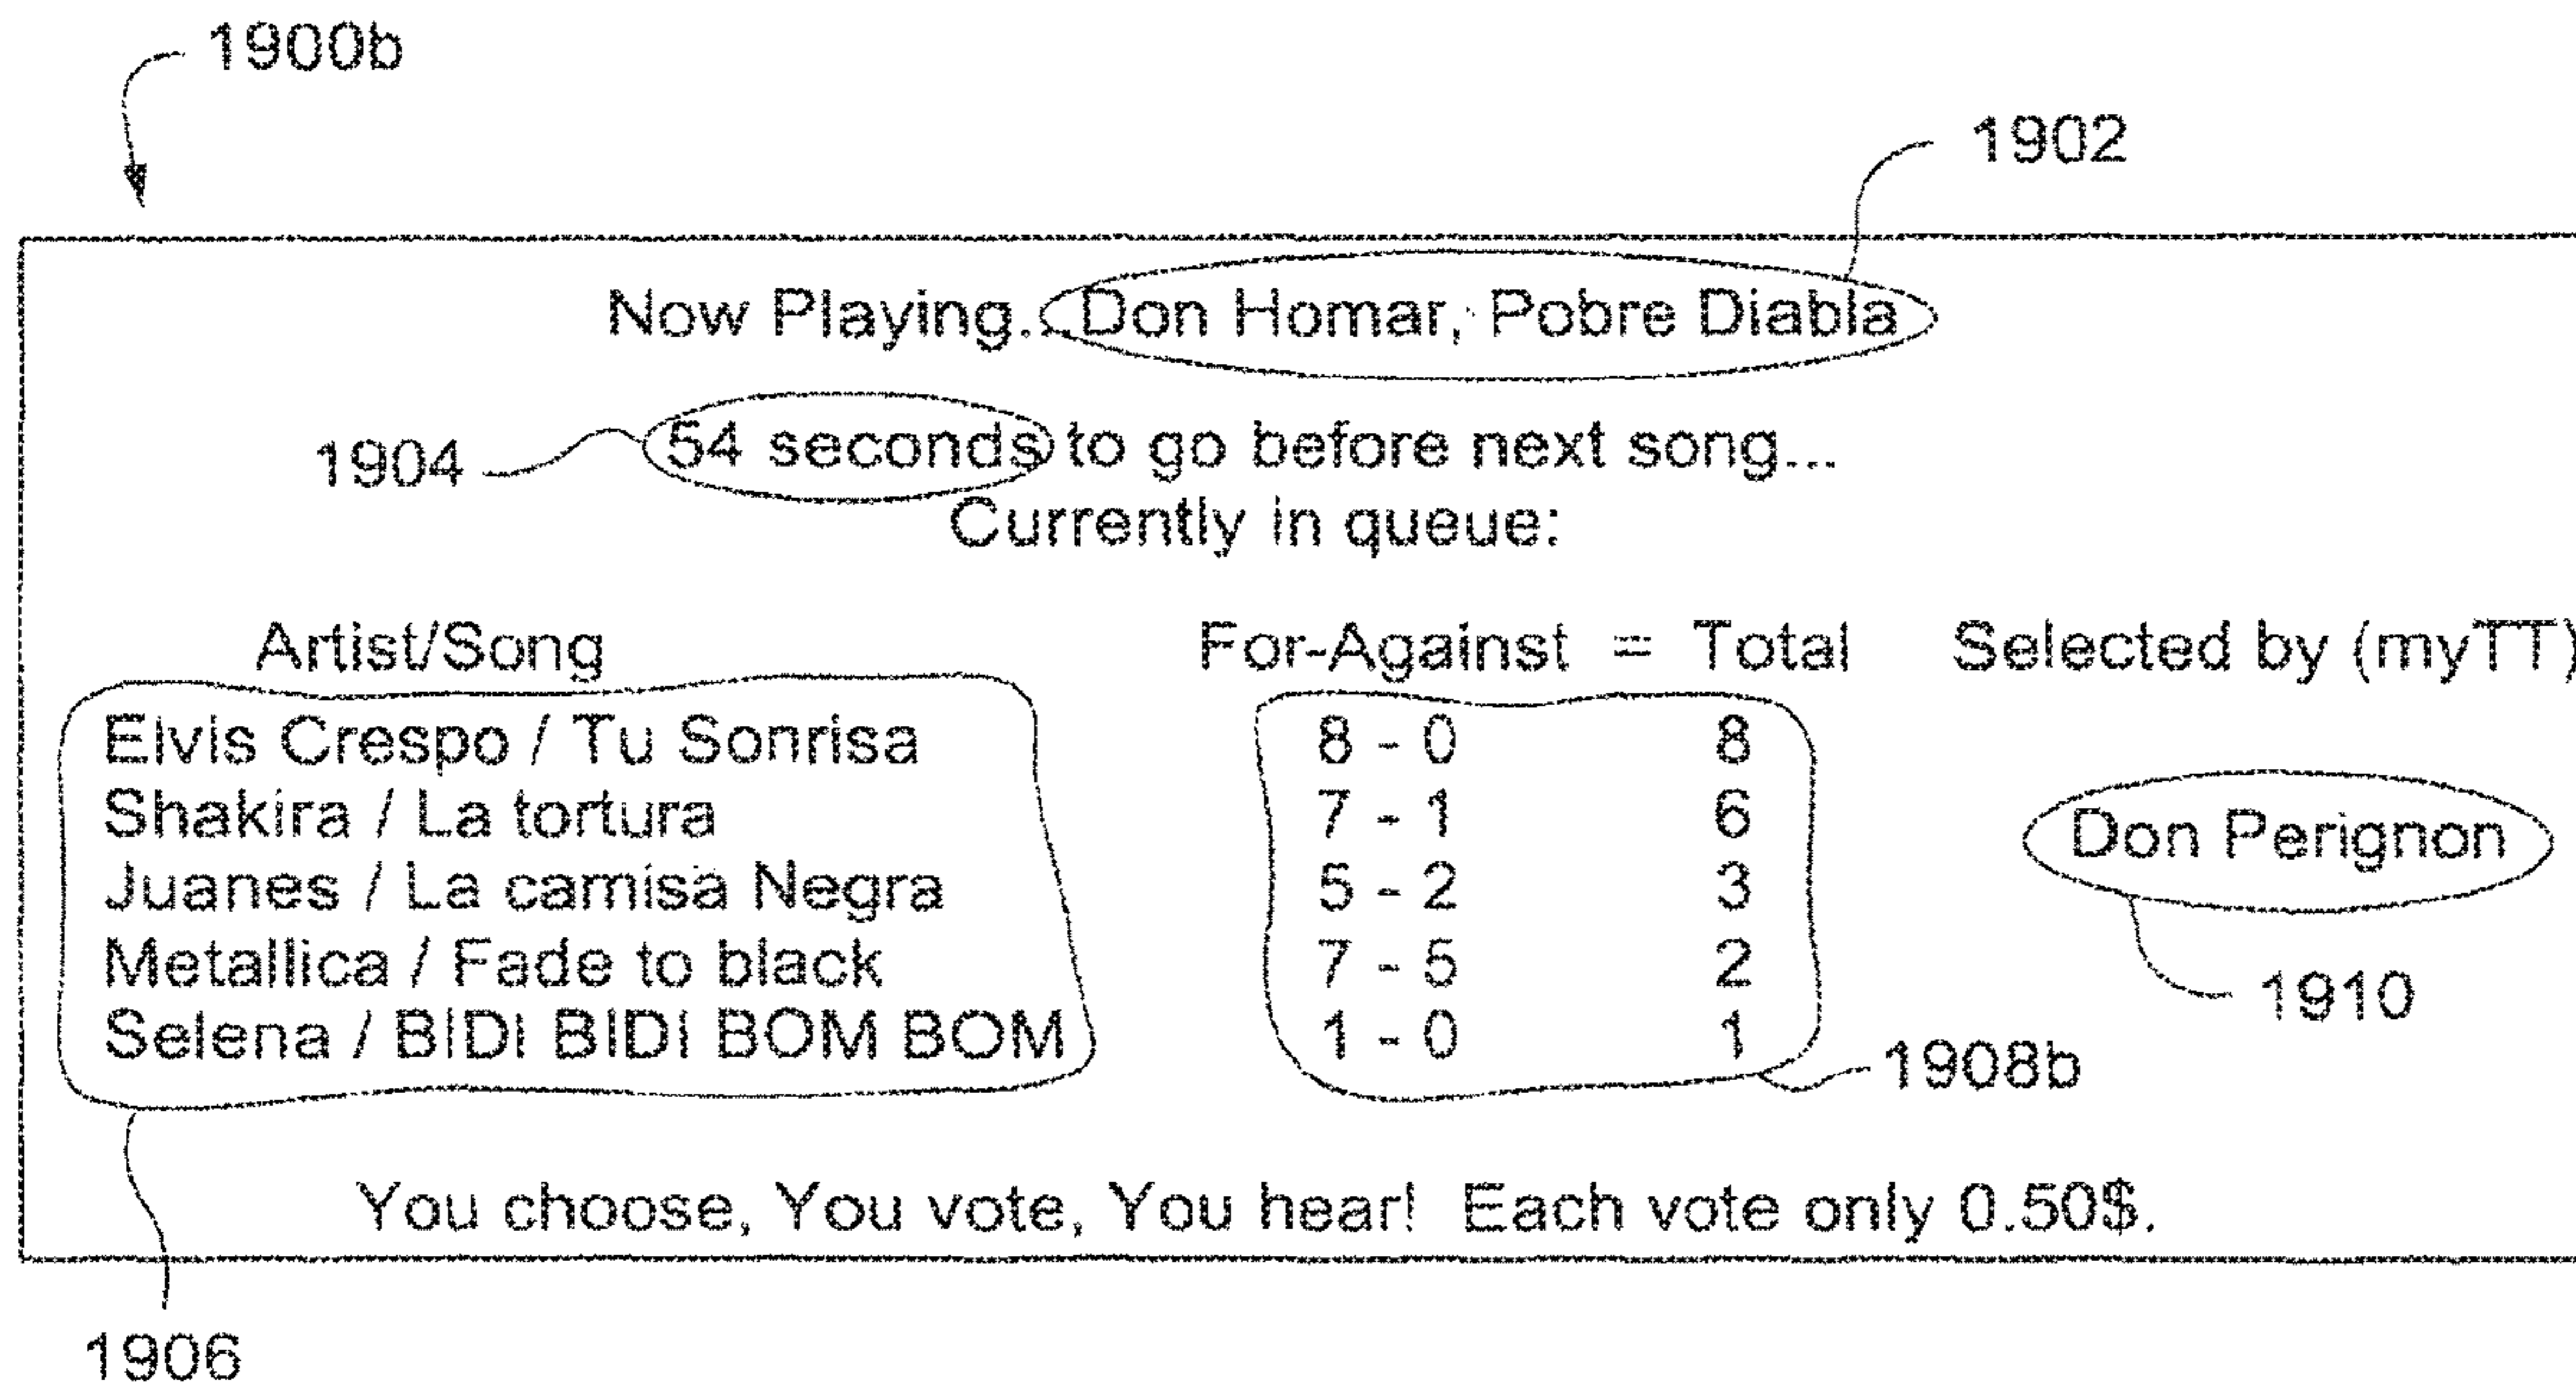 1900b
1902
Now Playing... Don Homar, Pobre Diabla
1904 54 seconds to go before next song...
Currently in queue:
Artist/Song For-Against = Total Selected by (myTT)
Elvis Crespo / Tu Sonrisa 8 - 0 8
Shakira / La tortura 7 - 1 6 Don Perignon
Juanes / La camisa Negra 5 - 2 3
Metallica / Fade to black 7 - 5 2 1910
Selena / BIDI BIDI BOM BOM 1 - 0 1 1908b
You choose, You vote, You hear! Each vote only 0.50$.
1906